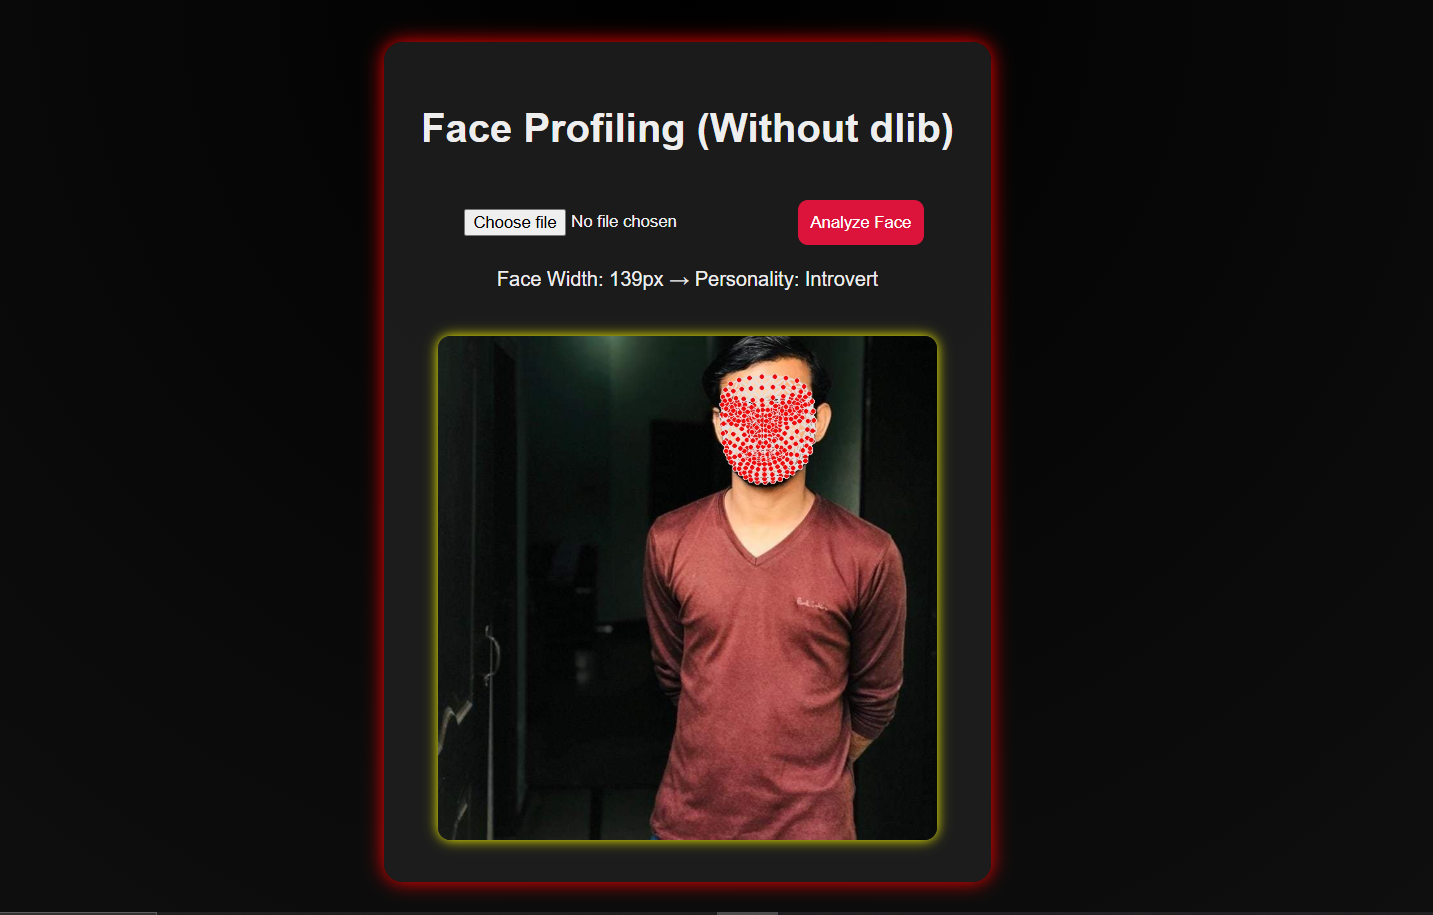 Face Profiling (Without dlib)
Choose file No file chosen
Analyze Face
Face Width: 139px → Personality: Introvert